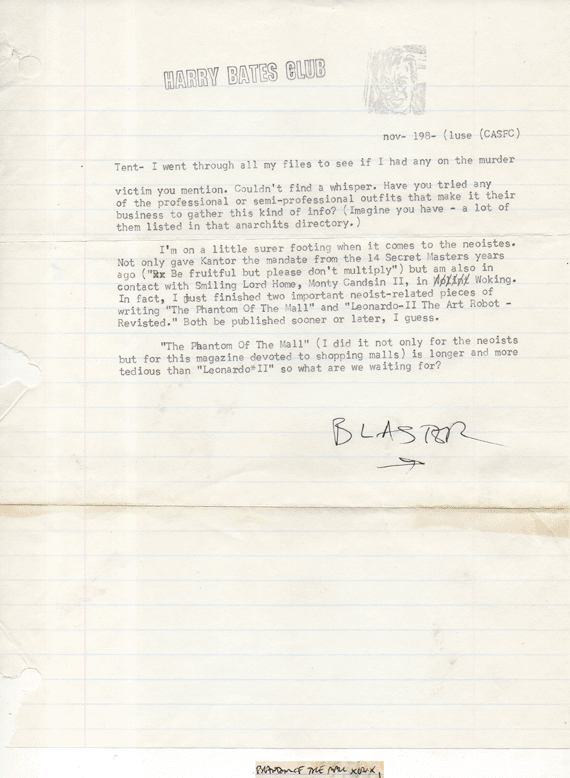 HARRY BATES CLUB
nov- 198- (1use (CASFC)
Tent- I went through all my files to see if I had any on the murder
victim you mention. Couldn't find a whisper. Have you tried any
of the professional or semi-professional outfits that make it their
business to gather this kind of info? (Imagine you have - a lot of
them listed in that anarchits directory.)
I'm on a little surer footing when it comes to the neoistes.
Not only gave Kantor the mandate from the 14 Secret Masters years
ago ("Rx Be fruitful but please don't multiply") but am also in
contact with Smiling Lord Home, Monty Candsin II, in Woking.
In fact, I just finished two important neoist-related pieces of
writing "The Phantom Of The Mall" and "Leonardo-II The Art Robot -
Revisted." Both be published sooner or later, I guess.
"The Phantom Of The Mall" (I did it not only for the neoists
but for this magazine devoted to shopping malls) is longer and more
tedious than "Leonardo*II" so what are we waiting for?
BLASTER
OF THE